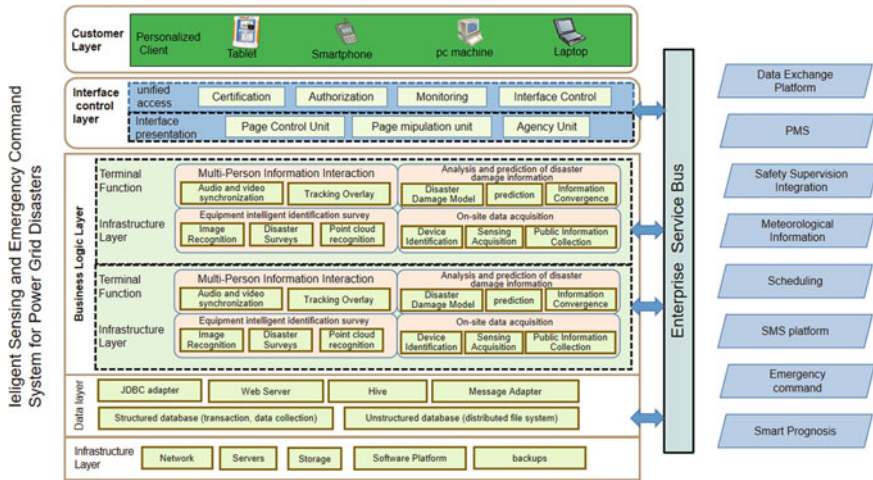 Ieligent Sensing and Emergency Command
System for Power Grid Disasters
Customer
Layer
Personalized
Client
Tablet
Smartphone
pc machine
Laptop
Interface
control
layer
unified
access
Certification
Authorization
Monitoring
Interface Control
Interface
presentation
Page Control Unit
Page mipulation unit
Agency Unit
Business Logic Layer
Terminal
Function
Multi-Person Information Interaction
Audio and video
synchronization
Tracking Overlay
Analysis and prediction of disaster
damage information
Disaster
Damage Model
prediction
Information
Convergence
Infrastructure
Layer
Equipment intelligent identification survey
Image
Recognition
Disaster
Surveys
Point cloud
recognition
On-site data acquisition
Device
Identification
Sensing
Acquisition
Public Information
Collection
Terminal
Function
Multi-Person Information Interaction
Audio and video
synchronization
Tracking Overlay
Analysis and prediction of disaster
damage information
Disaster
Damage Model
prediction
Information
Convergence
Infrastructure
Layer
Equipment intelligent identification survey
Image
Recognition
Disaster
Surveys
Point cloud
recognition
On-site data acquisition
Device
Identification
Sensing
Acquisition
Public Information
Collection
Data layer
JDBC adapter
Web Server
Hive
Message Adapter
Structured database (transaction, data collection)
Unstructured database (distributed file system)
Infrastructure
Layer
Network
Servers
Storage
Software Platform
backups
Enterprise Service Bus
Data Exchange
Platform
PMS
Safety Supervision
Integration
Meteorological
Information
Scheduling
SMS platform
Emergency
command
Smart Prognosis